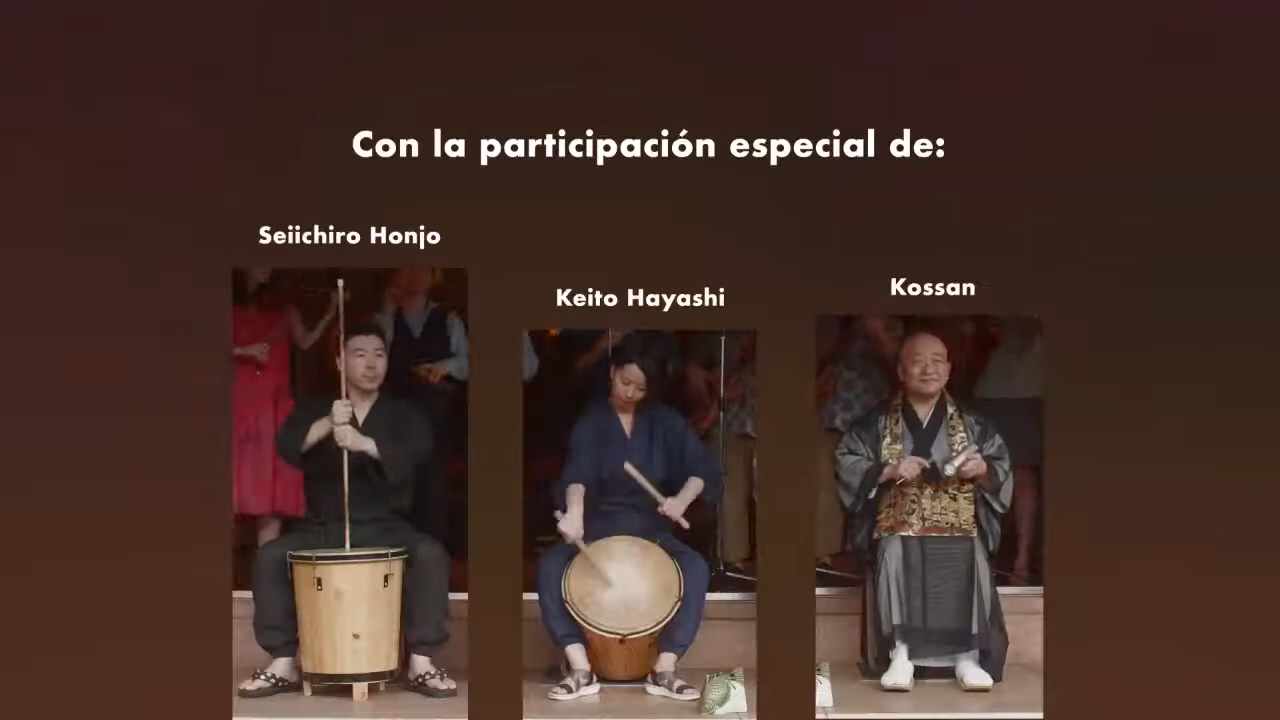 Con la participación especial de:
Seiichiro Honjo
Keito Hayashi
Kossan